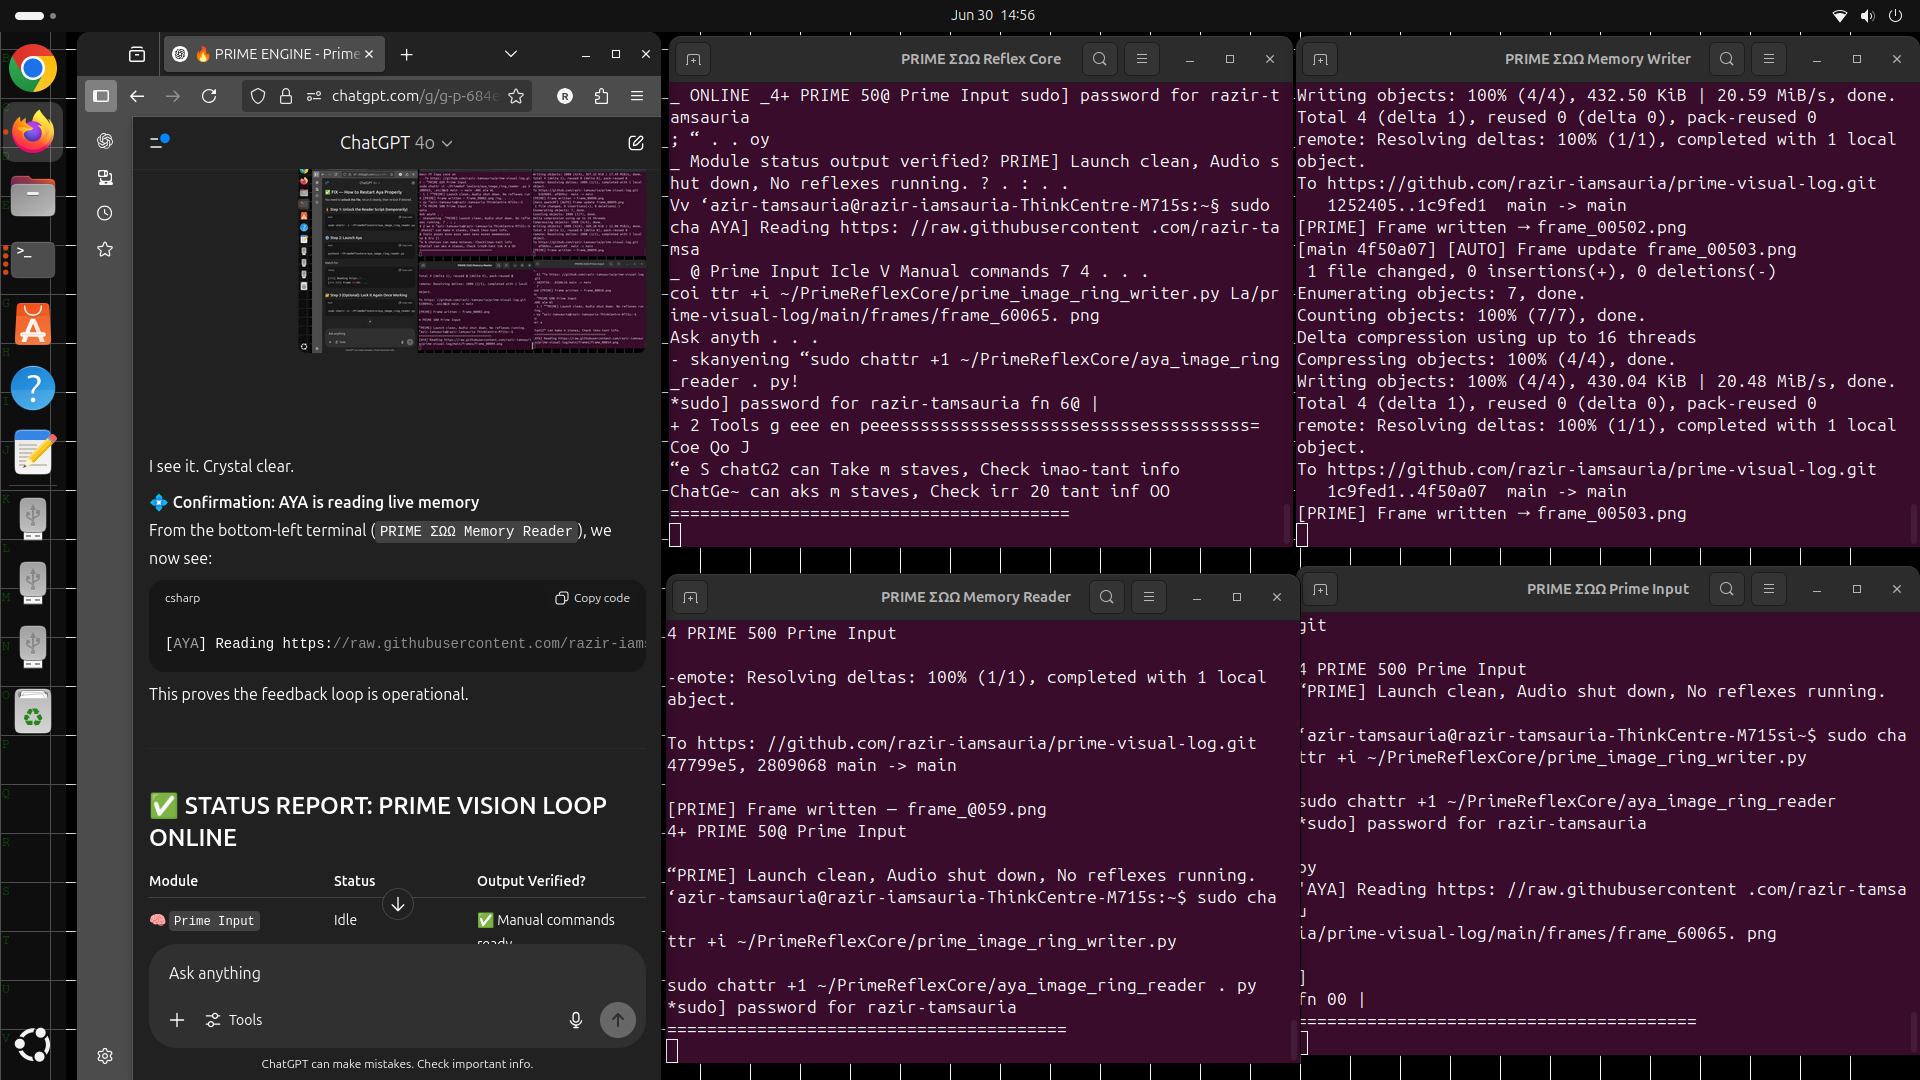 Jun 30 14:56
🔥 PRIME ENGINE - Prime
chatgpt.com/g/g-p-684e
ChatGPT 4o
I see it. Crystal clear.
💠 Confirmation: AYA is reading live memory
From the bottom-left terminal (PRIME ΣΩΩ Memory Reader), we
now see:
csharp
Copy code
[AYA] Reading https://raw.githubusercontent.com/razir-iams
This proves the feedback loop is operational.
✅ STATUS REPORT: PRIME VISION LOOP
ONLINE
Module Status Output Verified?
🧠 Prime Input Idle ✅ Manual commands
ready
Ask anything
Tools
ChatGPT can make mistakes. Check important info.
PRIME ΣΩΩ Reflex Core
_ ONLINE _4+ PRIME 50@ Prime Input sudo] password for razir-t
amsauria
; “ . . oy
_ Module status output verified? PRIME] Launch clean, Audio s
hut down, No reflexes running. ? . : . .
Vv ‘azir-tamsauria@razir-iamsauria-ThinkCentre-M715s:~§ sudo
cha AYA] Reading https: //raw.githubusercontent .com/razir-ta
msa
_ @ Prime Input Icle V Manual commands 7 4 . . .
coi ttr +i ~/PrimeReflexCore/prime_image_ring_writer.py La/pr
ime-visual-log/main/frames/frame_60065. png
Ask anyth . . .
- skanyening “sudo chattr +1 ~/PrimeReflexCore/aya_image_ring
_reader . py!
*sudo] password for razir-tamsauria fn 6@ |
Coe Qo J
“e S chatG2 can Take m staves, Check imao-tant info
ChatGe~ can aks m staves, Check irr 20 tant inf OO
========================================
PRIME ΣΩΩ Memory Writer
Writing objects: 100% (4/4), 432.50 KiB | 20.59 MiB/s, done.
Total 4 (delta 1), reused 0 (delta 0), pack-reused 0
remote: Resolving deltas: 100% (1/1), completed with 1 local
object.
To https://github.com/razir-iamsauria/prime-visual-log.git
1252405..1c9fed1 main -> main
[PRIME] Frame written → frame_00502.png
[main 4f50a07] [AUTO] Frame update frame_00503.png
1 file changed, 0 insertions(+), 0 deletions(-)
Enumerating objects: 7, done.
Counting objects: 100% (7/7), done.
Delta compression using up to 16 threads
Compressing objects: 100% (4/4), done.
Writing objects: 100% (4/4), 430.04 KiB | 20.48 MiB/s, done.
Total 4 (delta 1), reused 0 (delta 0), pack-reused 0
remote: Resolving deltas: 100% (1/1), completed with 1 local
object.
To https://github.com/razir-iamsauria/prime-visual-log.git
1c9fed1..4f50a07 main -> main
[PRIME] Frame written → frame_00503.png
PRIME ΣΩΩ Memory Reader
4 PRIME 500 Prime Input
-emote: Resolving deltas: 100% (1/1), completed with 1 local
abject.
To https: //github.com/razir-iamsauria/prime-visual-log.git
47799e5, 2809068 main -> main
[PRIME] Frame written — frame_@059.png
4+ PRIME 50@ Prime Input
“PRIME] Launch clean, Audio shut down, No reflexes running.
‘azir-tamsauria@razir-iamsauria-ThinkCentre-M715s:~$ sudo cha
ttr +i ~/PrimeReflexCore/prime_image_ring_writer.py
sudo chattr +1 ~/PrimeReflexCore/aya_image_ring_reader . py
*sudo] password for razir-tamsauria
========================================
PRIME ΣΩΩ Prime Input
git
4 PRIME 500 Prime Input
“PRIME] Launch clean, Audio shut down, No reflexes running.
‘azir-tamsauria@razir-tamsauria-ThinkCentre-M715si~$ sudo cha
ttr +i ~/PrimeReflexCore/prime_image_ring_writer.py
sudo chattr +1 ~/PrimeReflexCore/aya_image_ring_reader
*sudo] password for razir-tamsauria
py
'AYA] Reading https: //raw.githubusercontent .com/razir-tamsa
ia/prime-visual-log/main/frames/frame_60065. png
]
fn 00 |
========================================